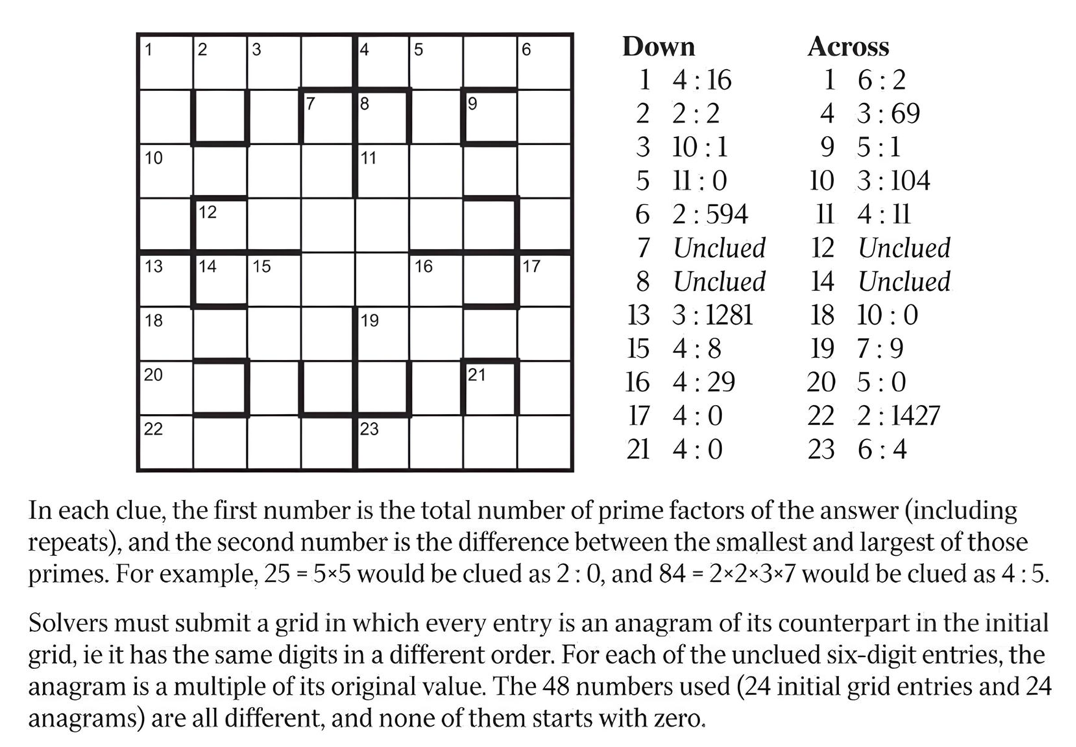 1 2 3 4 5 6
7 8 9
10 11
12
13 14 15 16 17
18 19
20 21
22 23
Down
1 4 : 16
2 2 : 2
3 10 : 1
5 11 : 0
6 2 : 594
7 Unclued
8 Unclued
13 3 : 1281
15 4 : 8
16 4 : 29
17 4 : 0
21 4 : 0
Across
1 6 : 2
4 3 : 69
9 5 : 1
10 3 : 104
11 4 : 11
12 Unclued
14 Unclued
18 10 : 0
19 7 : 9
20 5 : 0
22 2 : 1427
23 6 : 4
In each clue, the first number is the total number of prime factors of the answer (including
repeats), and the second number is the difference between the smallest and largest of those
primes. For example, 25 = 5×5 would be clued as 2 : 0, and 84 = 2×2×3×7 would be clued as 4 : 5.
Solvers must submit a grid in which every entry is an anagram of its counterpart in the initial
grid, ie it has the same digits in a different order. For each of the unclued six-digit entries, the
anagram is a multiple of its original value. The 48 numbers used (24 initial grid entries and 24
anagrams) are all different, and none of them starts with zero.